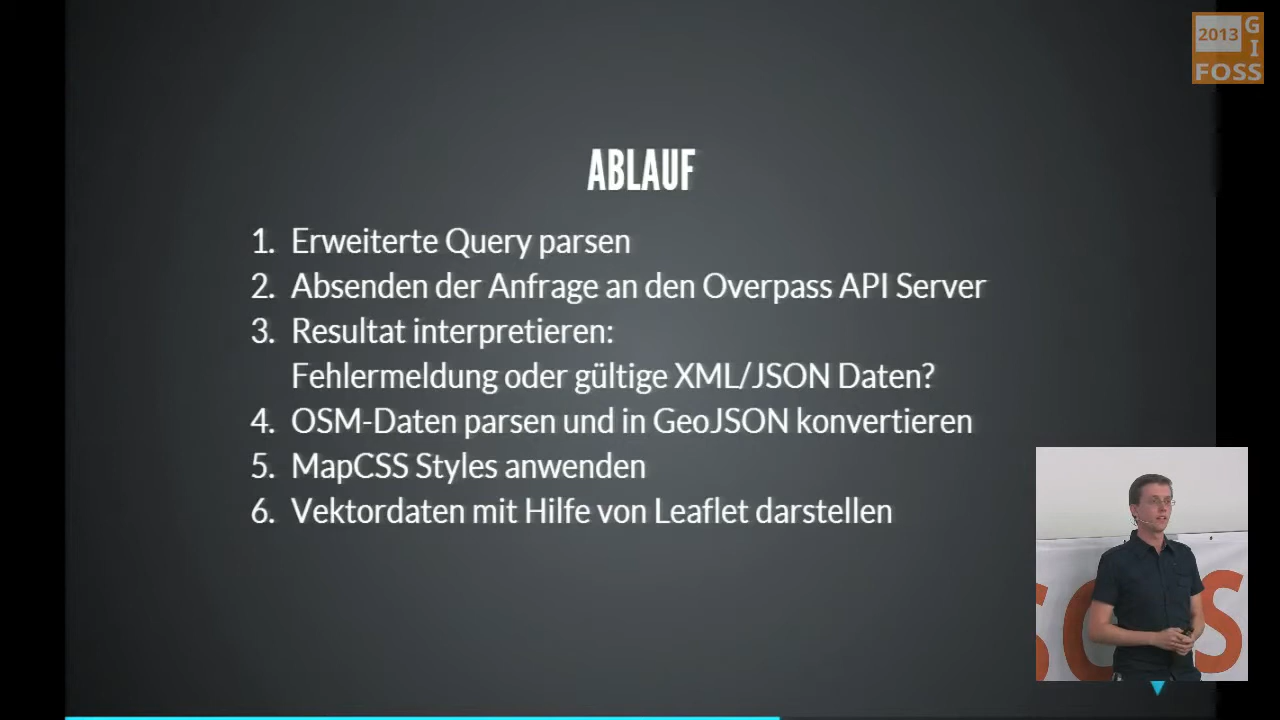 2013
G
I
FOSS
ABLAUF
1. Erweiterte Query parsen
2. Absenden der Anfrage an den Overpass API Server
3. Resultat interpretieren:
Fehlermeldung oder gültige XML/JSON Daten?
4. OSM-Daten parsen und in GeoJSON konvertieren
5. MapCSS Styles anwenden
6. Vektordaten mit Hilfe von Leaflet darstellen